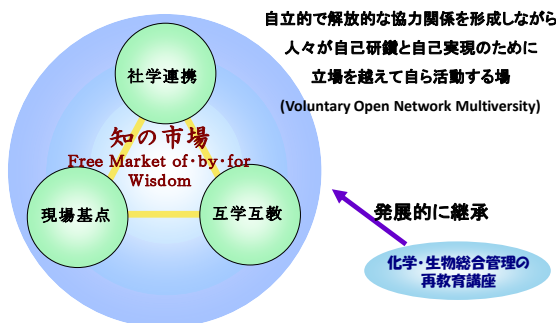 自立的で解放的な協力関係を形成しながら
人々が自己研鑽と自己実現のために
立場を越えて自ら活動する場
(Voluntary Open Network Multiversity)
社学連携
知の市場
Free Market of・by・for
Wisdom
現場基点
互学互教
発展的に継承
化学・生物総合管理の
再教育講座